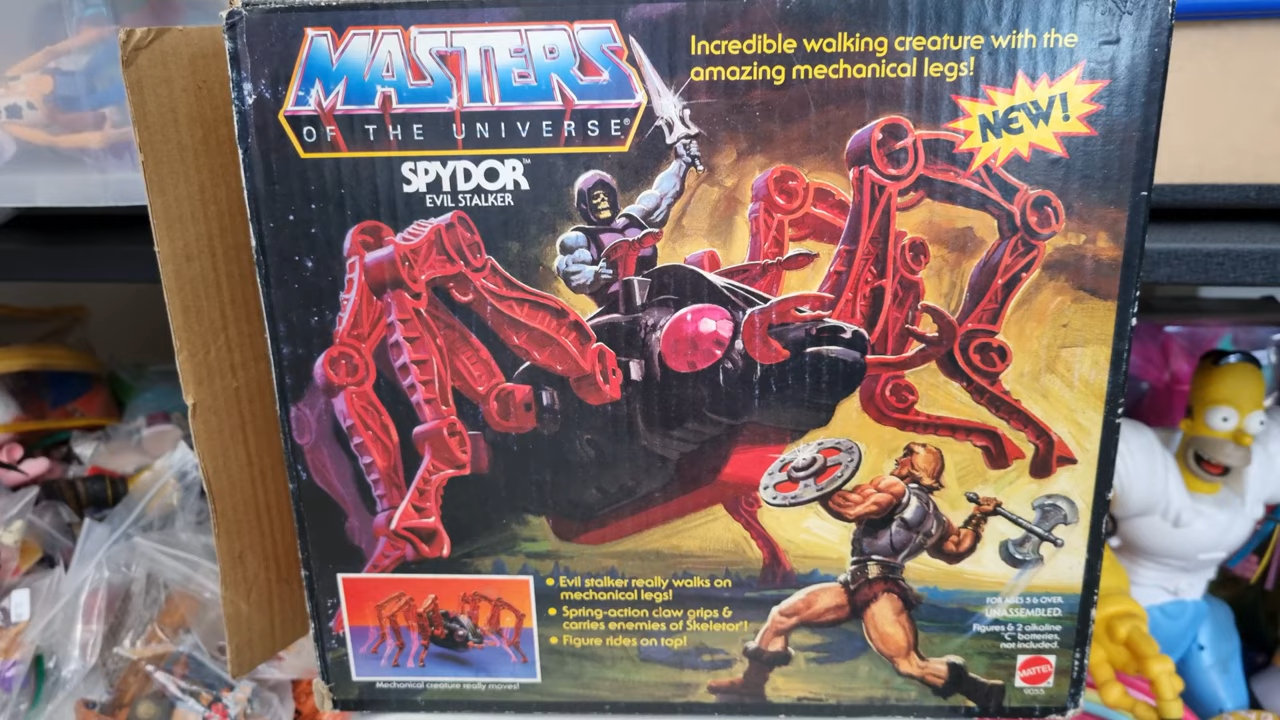 MASTERS
OF THE UNIVERSE®
SPYDOR™
EVIL STALKER
Incredible walking creature with the
amazing mechanical legs!
NEW!
Mechanical creature really moves!
• Evil stalker really walks on
mechanical legs!
• Spring-action claw grips &
carries enemies of Skeletor®!
• Figure rides on top!
FOR AGES 5 & OVER
UNASSEMBLED.
Figures & 2 alkaline
"C" batteries,
not included.
MATTEL
9055